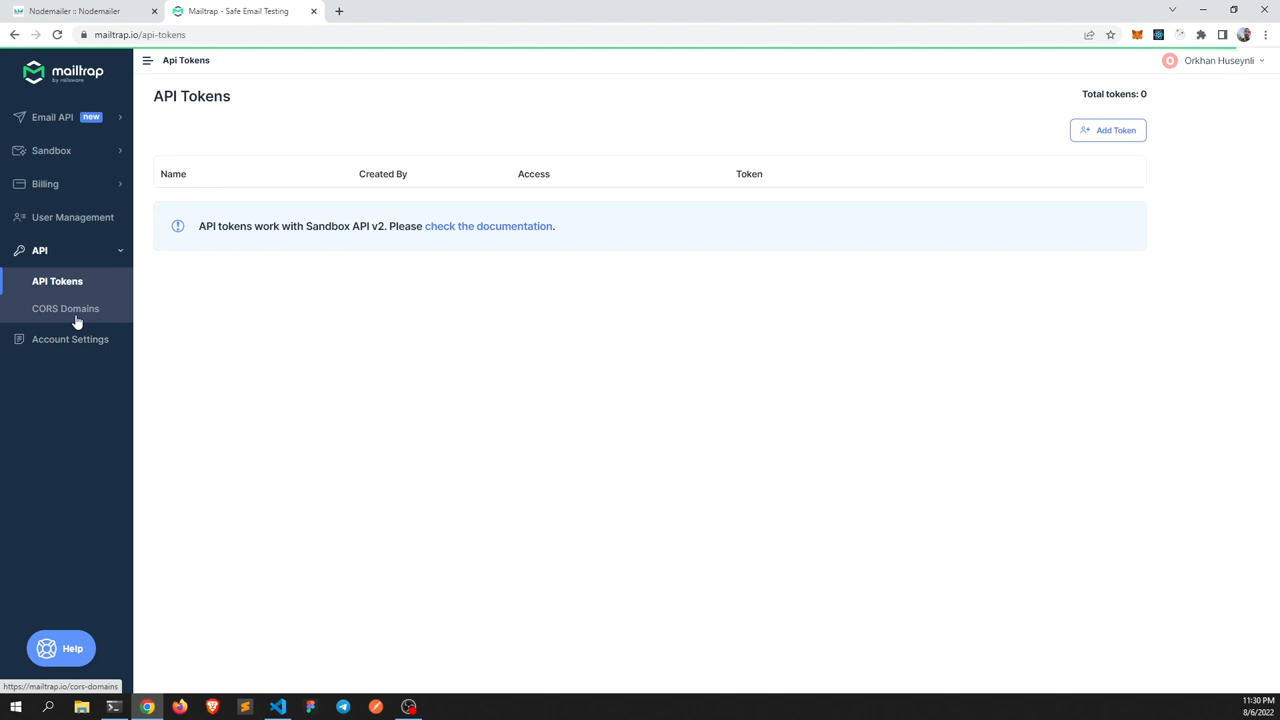 Nodemailer :: Nodemailer
Mailtrap - Safe Email Testing
mailtrap.io/api-tokens
mailtrap
by railsware
Api Tokens
O
Orkhan Huseynli
Email API new
Sandbox
Billing
User Management
API
API Tokens
CORS Domains
Account Settings
Help
API Tokens
Total tokens: 0
Add Token
Name Created By Access Token
API tokens work with Sandbox API v2. Please check the documentation.
https://mailtrap.io/cors-domains
11:30 PM
8/6/2022